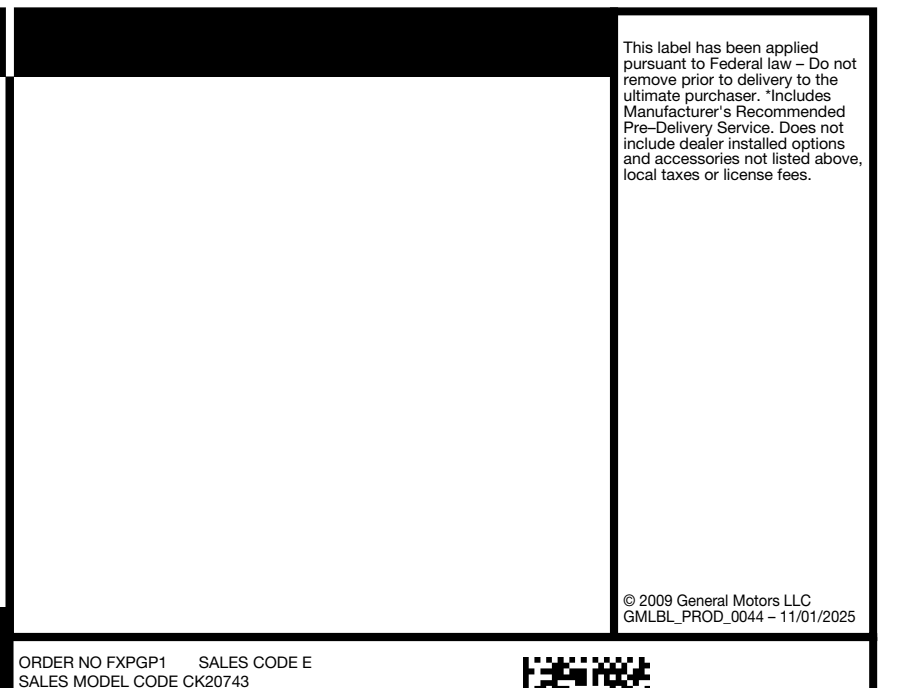 This label has been applied
pursuant to Federal law – Do not
remove prior to delivery to the
ultimate purchaser. *Includes
Manufacturer's Recommended
Pre–Delivery Service. Does not
include dealer installed options
and accessories not listed above,
local taxes or license fees.
© 2009 General Motors LLC
GMLBL_PROD_0044 – 11/01/2025
ORDER NO FXPGP1 SALES CODE E
SALES MODEL CODE CK20743